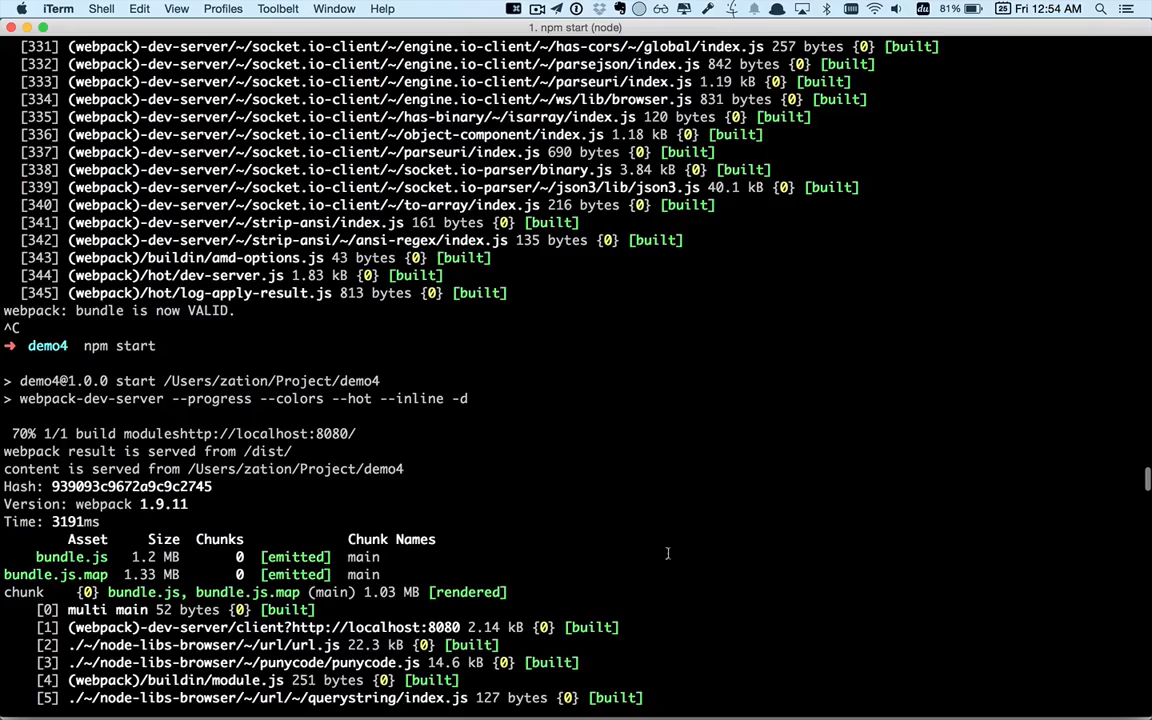 iTerm Shell Edit View Profiles Toolbelt Window Help 81% 25 Fri 12:54 AM
1. npm start (node)
[331] (webpack)-dev-server/~/socket.io-client/~/engine.io-client/~/has-cors/~/global/index.js 257 bytes {0} [built]
[332] (webpack)-dev-server/~/socket.io-client/~/engine.io-client/~/parsejson/index.js 842 bytes {0} [built]
[333] (webpack)-dev-server/~/socket.io-client/~/engine.io-client/~/parseuri/index.js 1.19 kB {0} [built]
[334] (webpack)-dev-server/~/socket.io-client/~/engine.io-client/~/ws/lib/browser.js 831 bytes {0} [built]
[335] (webpack)-dev-server/~/socket.io-client/~/has-binary/~/isarray/index.js 120 bytes {0} [built]
[336] (webpack)-dev-server/~/socket.io-client/~/object-component/index.js 1.18 kB {0} [built]
[337] (webpack)-dev-server/~/socket.io-client/~/parseuri/index.js 690 bytes {0} [built]
[338] (webpack)-dev-server/~/socket.io-client/~/socket.io-parser/binary.js 3.84 kB {0} [built]
[339] (webpack)-dev-server/~/socket.io-client/~/socket.io-parser/~/json3/lib/json3.js 40.1 kB {0} [built]
[340] (webpack)-dev-server/~/socket.io-client/~/to-array/index.js 216 bytes {0} [built]
[341] (webpack)-dev-server/~/strip-ansi/index.js 161 bytes {0} [built]
[342] (webpack)-dev-server/~/strip-ansi/~/ansi-regex/index.js 135 bytes {0} [built]
[343] (webpack)/buildin/amd-options.js 43 bytes {0} [built]
[344] (webpack)/hot/dev-server.js 1.83 kB {0} [built]
[345] (webpack)/hot/log-apply-result.js 813 bytes {0} [built]
webpack: bundle is now VALID.
^C
➜ demo4 npm start
> demo4@1.0.0 start /Users/zation/Project/demo4
> webpack-dev-server --progress --colors --hot --inline -d
70% 1/1 build moduleshttp://localhost:8080/
webpack result is served from /dist/
content is served from /Users/zation/Project/demo4
Hash: 939093c9672a9c9c2745
Version: webpack 1.9.11
Time: 3191ms
Asset Size Chunks Chunk Names
bundle.js 1.2 MB 0 [emitted] main
bundle.js.map 1.33 MB 0 [emitted] main
chunk {0} bundle.js, bundle.js.map (main) 1.03 MB [rendered]
[0] multi main 52 bytes {0} [built]
[1] (webpack)-dev-server/client?http://localhost:8080 2.14 kB {0} [built]
[2] ./~/node-libs-browser/~/url/url.js 22.3 kB {0} [built]
[3] ./~/node-libs-browser/~/punycode/punycode.js 14.6 kB {0} [built]
[4] (webpack)/buildin/module.js 251 bytes {0} [built]
[5] ./~/node-libs-browser/~/url/~/querystring/index.js 127 bytes {0} [built]